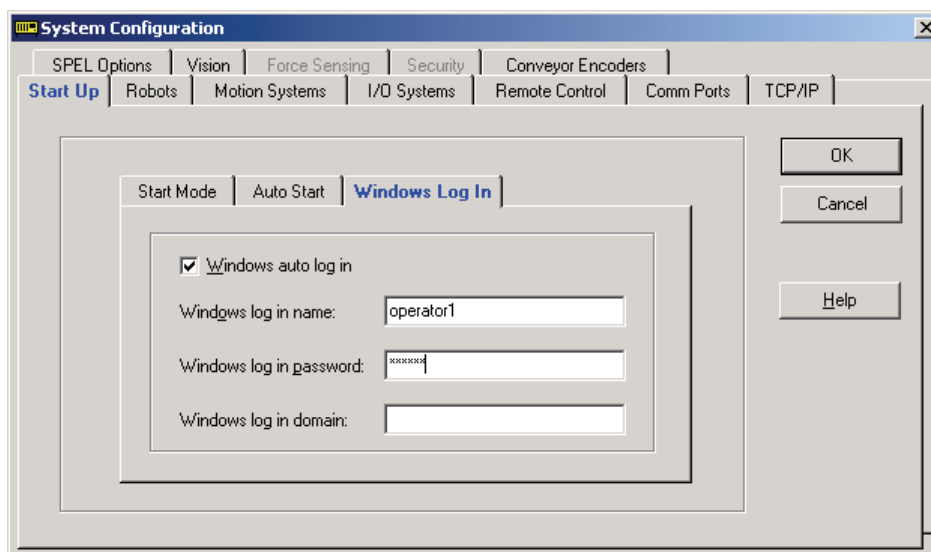 System Configuration
SPEL Options Vision Force Sensing Security Conveyor Encoders
Start Up Robots Motion Systems I/O Systems Remote Control Comm Ports TCP/IP
OK
Start Mode Auto Start Windows Log In
Cancel
Windows auto log in
Windows log in name: operator1
Help
Windows log in password: ******
Windows log in domain: